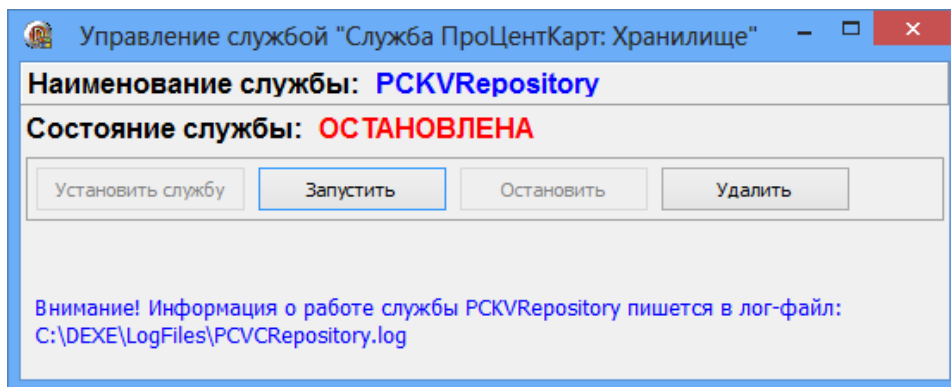 Управление службой "Служба ПроЦентКарт: Хранилище"
Наименование службы: PCKVRepository
Состояние службы: ОСТАНОВЛЕНА
Установить службу Запустить Остановить Удалить
Внимание! Информация о работе службы PCKVRepository пишется в лог-файл:
C:\DEXE\LogFiles\PCVCRepository.log